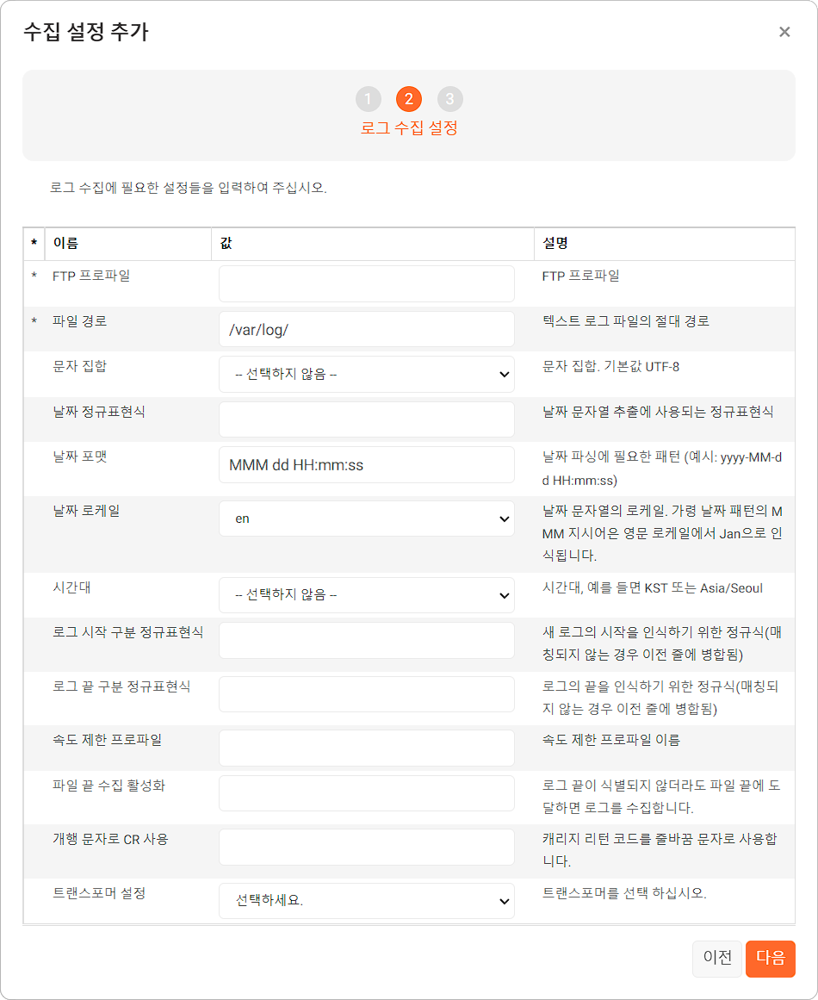 수집 설정 추가 ×
1 2 3
로그 수집 설정
로그 수집에 필요한 설정들을 입력하여 주십시오.
* 이름 값 설명
* FTP 프로파일 FTP 프로파일
* 파일 경로 /var/log/ 텍스트 로그 파일의 절대 경로
문자 집합 -- 선택하지 않음 -- 문자 집합. 기본값 UTF-8
날짜 정규표현식 날짜 문자열 추출에 사용되는 정규표현식
날짜 포맷 MMM dd HH:mm:ss 날짜 파싱에 필요한 패턴 (예시: yyyy-MM-d
d HH:mm:ss)
날짜 로케일 en 날짜 문자열의 로케일. 가령 날짜 패턴의 M
MM 지시어은 영문 로케일에서 Jan으로 인
식됩니다.
시간대 -- 선택하지 않음 -- 시간대, 예를 들면 KST 또는 Asia/Seoul
로그 시작 구분 정규표현식 새 로그의 시작을 인식하기 위한 정규식(매
칭되지 않는 경우 이전 줄에 병합됨)
로그 끝 구분 정규표현식 로그의 끝을 인식하기 위한 정규식(매칭되
지 않는 경우 이전 줄에 병합됨)
속도 제한 프로파일 속도 제한 프로파일 이름
파일 끝 수집 활성화 로그 끝이 식별되지 않더라도 파일 끝에 도
달하면 로그를 수집합니다.
개행 문자로 CR 사용 캐리지 리턴 코드를 줄바꿈 문자로 사용합
니다.
트랜스포머 설정 선택하세요. 트랜스포머를 선택 하십시오.
이전 다음